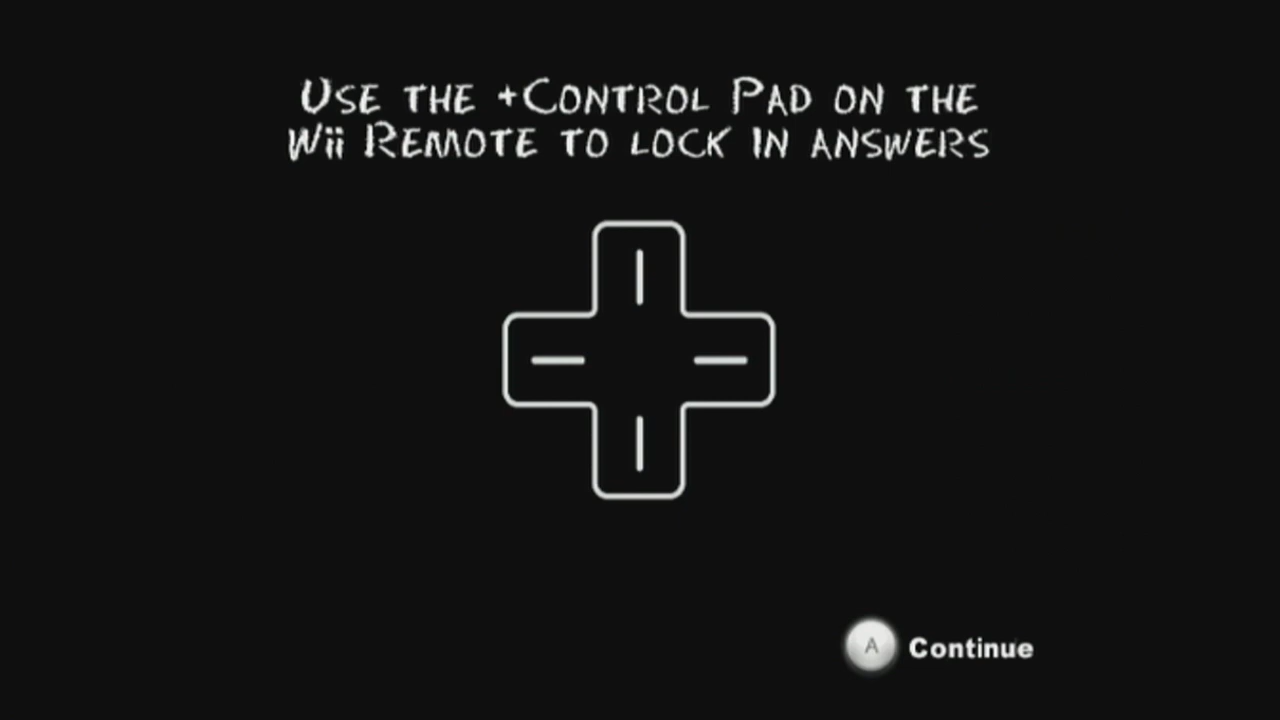 Use the +Control Pad on the
Wii Remote to lock in answers
A Continue